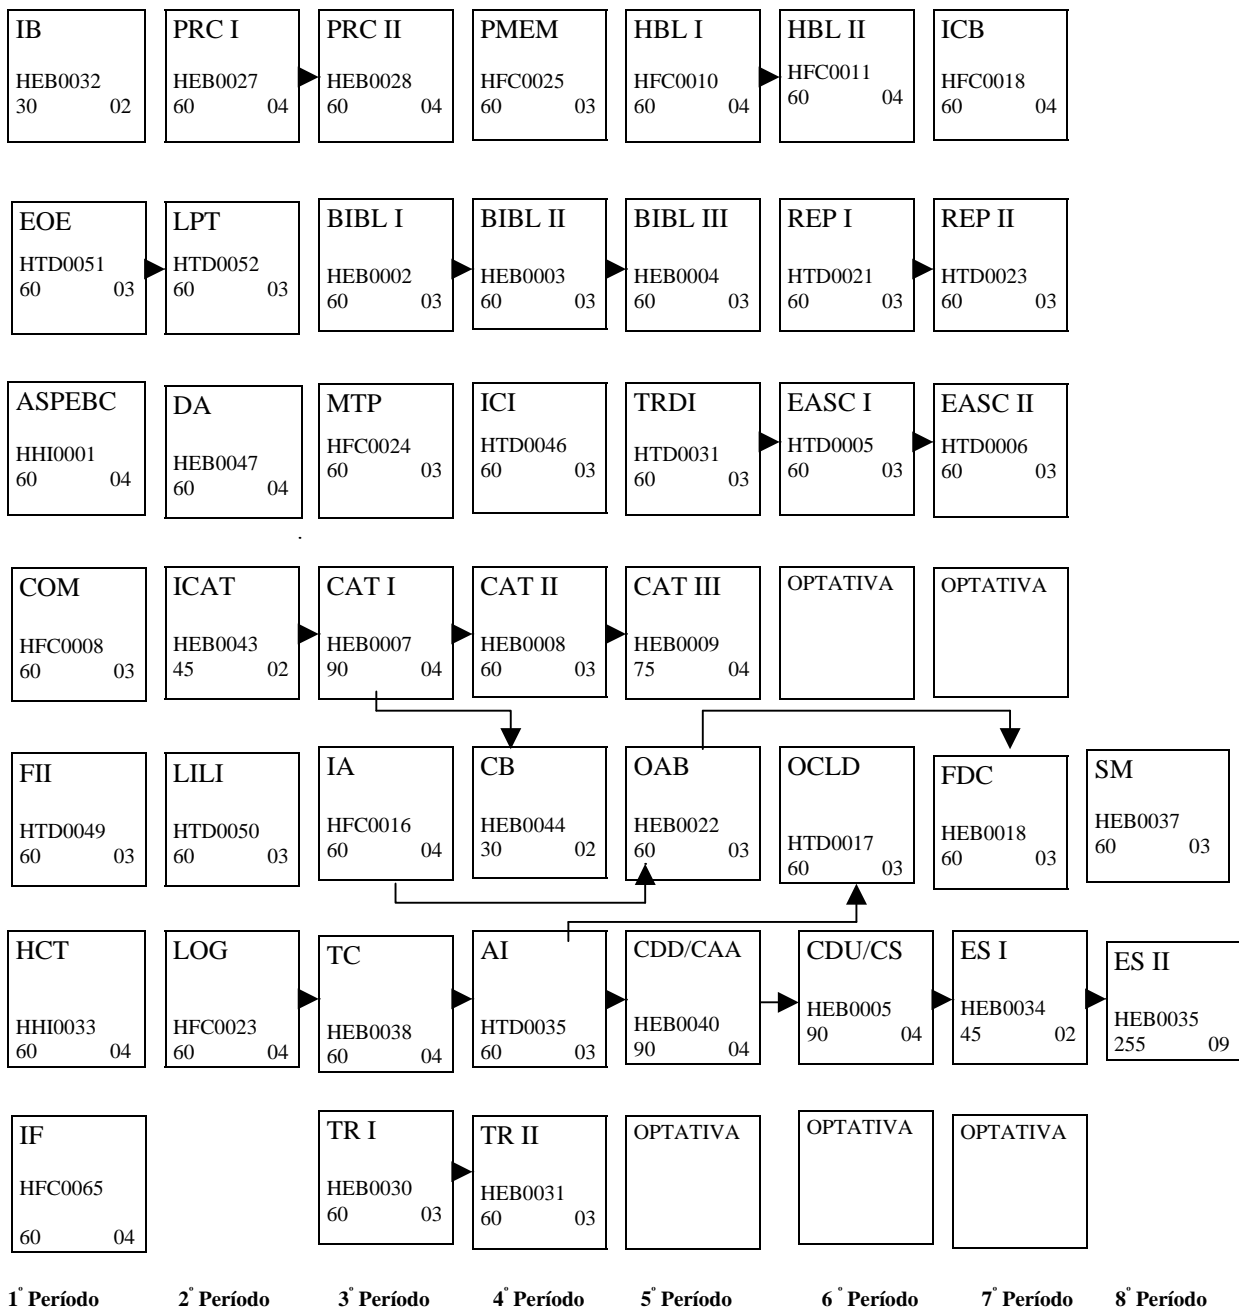 IB
HEB0032
30 02
PRC I
HEB0027
60 04
PRC II
HEB0028
60 04
PMEM
HFC0025
60 03
HBL I
HFC0010
60 04
HBL II
HFC0011
60 04
ICB
HFC0018
60 04
EOE
HTD0051
60 03
LPT
HTD0052
60 03
BIBL I
HEB0002
60 03
BIBL II
HEB0003
60 03
BIBL III
HEB0004
60 03
REP I
HTD0021
60 03
REP II
HTD0023
60 03
ASPEBC
HHI0001
60 04
DA
HEB0047
60 04
MTP
HFC0024
60 03
ICI
HTD0046
60 03
TRDI
HTD0031
60 03
EASC I
HTD0005
60 03
EASC II
HTD0006
60 03
COM
HFC0008
60 03
ICAT
HEB0043
45 02
CAT I
HEB0007
90 04
CAT II
HEB0008
60 03
CAT III
HEB0009
75 04
OPTATIVA
OPTATIVA
FII
HTD0049
60 03
LILI
HTD0050
60 03
IA
HFC0016
60 04
CB
HEB0044
30 02
OAB
HEB0022
60 03
OCLD
HTD0017
60 03
FDC
HEB0018
60 03
SM
HEB0037
60 03
HCT
HHI0033
60 04
LOG
HFC0023
60 04
TC
HEB0038
60 04
AI
HTD0035
60 03
CDD/CAA
HEB0040
90 04
CDU/CS
HEB0005
90 04
ES I
HEB0034
45 02
ES II
HEB0035
255 09
IF
HFC0065
60 04
TR I
HEB0030
60 03
TR II
HEB0031
60 03
OPTATIVA
OPTATIVA
OPTATIVA
1º Período 2º Período 3º Período 4º Período 5º Período 6º Período 7º Período 8º Período